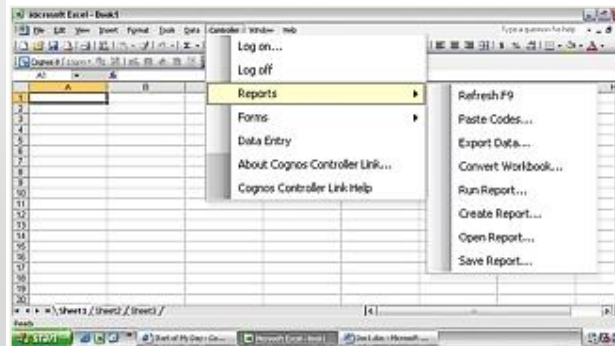 Microsoft Excel - Book1
File Edit View Insert Format Tools Data Controller Window Help
Type a question for help
A1
A B
1
2
3
4
5
6
7
8
9
10
11
12
13
14
15
16
17
18
19
20
Log on...
Log off
Reports
Forms
Data Entry
About Cognos Controller Link...
Cognos Controller Link Help
Refresh F9
Paste Codes...
Export Data...
Convert Workbook...
Run Report...
Create Report...
Open Report...
Save Report...
Sheet1 / Sheet2 / Sheet3
Ready
start
Microsoft Excel - Book1